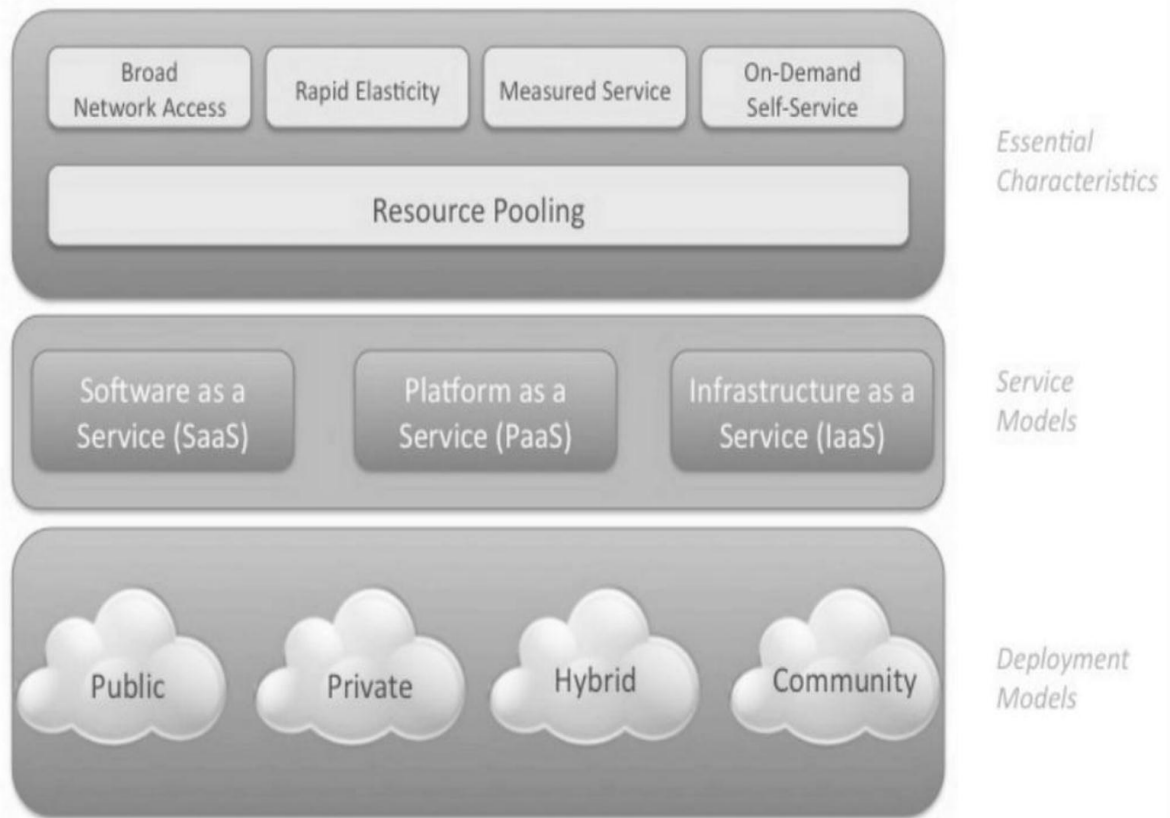 Broad
Network Access
Rapid Elasticity
Measured Service
On-Demand
Self-Service
Resource Pooling
Essential
Characteristics
Software as a
Service (SaaS)
Platform as a
Service (PaaS)
Infrastructure as a
Service (IaaS)
Service
Models
Public
Private
Hybrid
Community
Deployment
Models